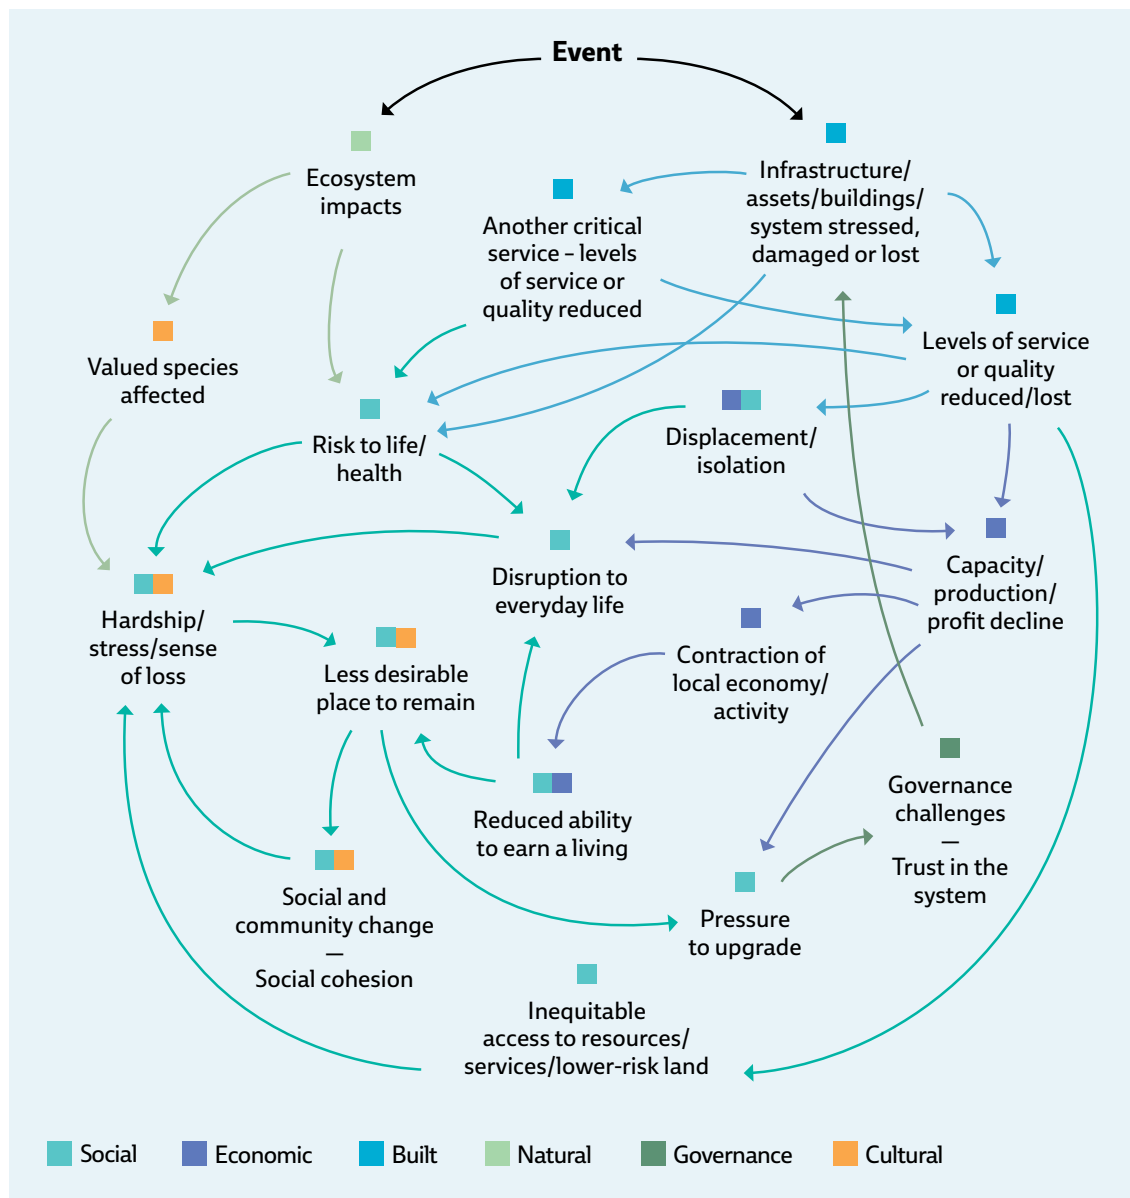 Event
Ecosystem
impacts
Infrastructure/
assets/buildings/
system stressed,
damaged or lost
Another critical
service – levels
of service or
quality reduced
Levels of service
or quality
reduced/lost
Valued species
affected
Risk to life/
health
Displacement/
isolation
Disruption to
everyday life
Capacity/
production/
profit decline
Hardship/
stress/sense
of loss
Less desirable
place to remain
Contraction of
local economy/
activity
Reduced ability
to earn a living
Governance
challenges
—
Trust in the
system
Social and
community change
—
Social cohesion
Pressure
to upgrade
Inequitable
access to resources/
services/lower-risk land
Social
Economic
Built
Natural
Governance
Cultural